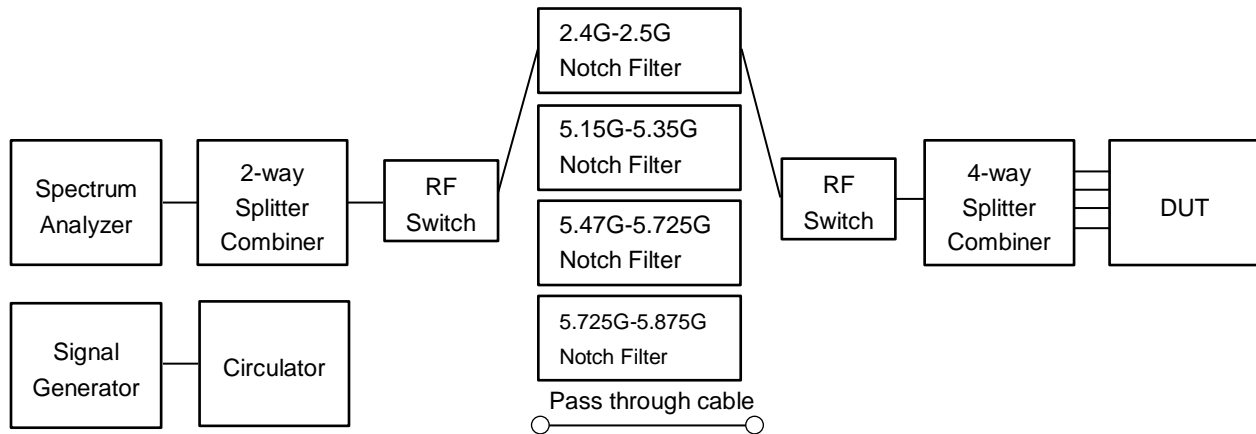 2.4G-2.5G
Notch Filter
5.15G-5.35G
Notch Filter
5.47G-5.725G
Notch Filter
5.725G-5.875G
Notch Filter
Pass through cable
Spectrum
Analyzer
2-way
Splitter
Combiner
RF
Switch
RF
Switch
4-way
Splitter
Combiner
DUT
Signal
Generator
Circulator